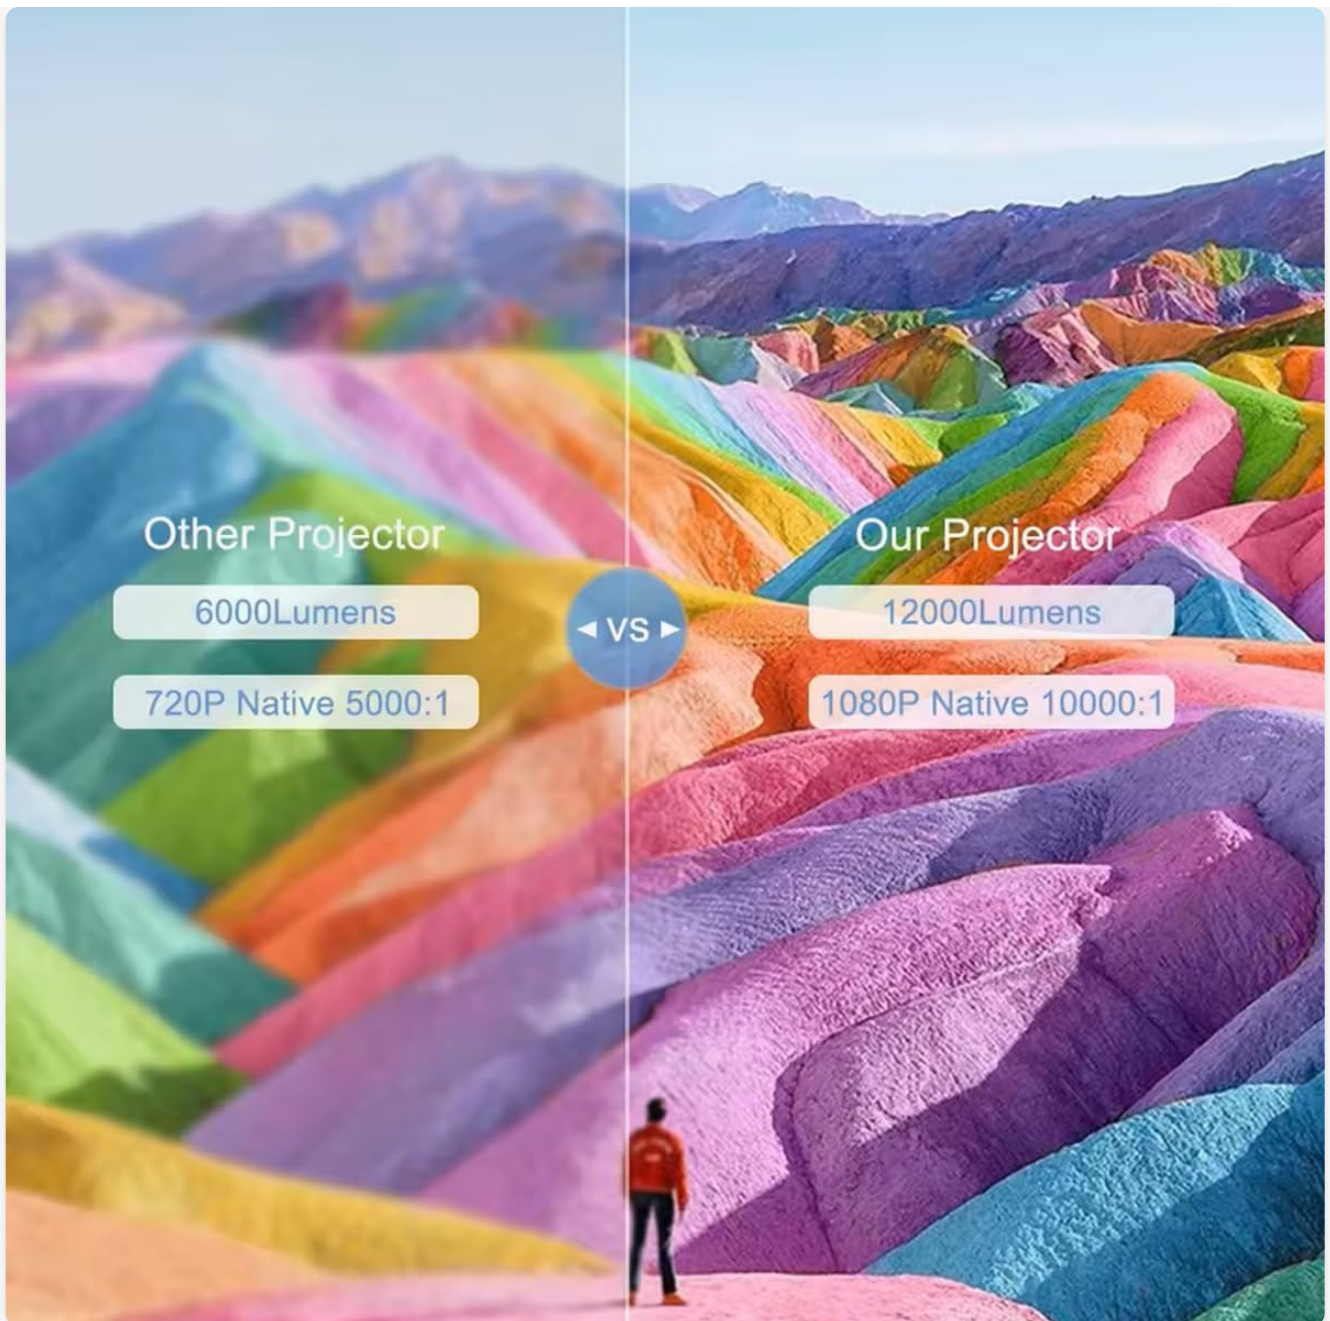 Other Projector
6000Lumens
720P Native 5000:1
VS
Our Projector
12000Lumens
1080P Native 10000:1